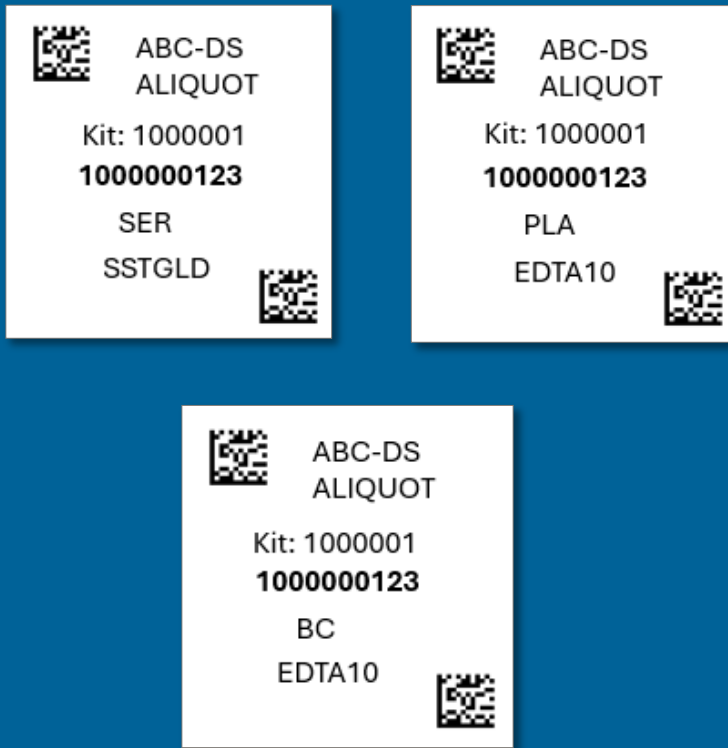 ABC-DS
ALIQUOT
Kit: 1000001
1000000123
SER
SSTGLD
ABC-DS
ALIQUOT
Kit: 1000001
1000000123
PLA
EDTA10
ABC-DS
ALIQUOT
Kit: 1000001
1000000123
BC
EDTA10